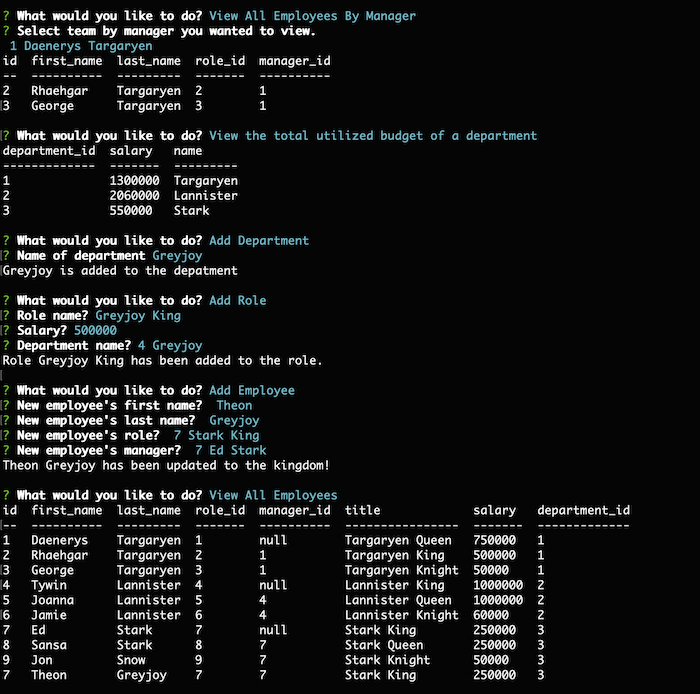 ? What would you like to do? View All Employees By Manager
? Select team by manager you wanted to view.
1 Daenerys Targaryen
id first_name last_name role_id manager_id
-- ---------- --------- ------- ----------
2 Rhaehgar Targaryen 2 1
3 George Targaryen 3 1
? What would you like to do? View the total utilized budget of a department
department_id salary name
------------- ------- ---------
1 1300000 Targaryen
2 2060000 Lannister
3 550000 Stark
? What would you like to do? Add Department
? Name of department Greyjoy
Greyjoy is added to the depatment
? What would you like to do? Add Role
? Role name? Greyjoy King
? Salary? 500000
? Department name? 4 Greyjoy
Role Greyjoy King has been added to the role.
? What would you like to do? Add Employee
? New employee's first name? Theon
? New employee's last name? Greyjoy
? New employee's role? 7 Stark King
? New employee's manager? 7 Ed Stark
Theon Greyjoy has been updated to the kingdom!
? What would you like to do? View All Employees
id first_name last_name role_id manager_id title salary department_id
-- ---------- --------- ------- ---------- ---------------- ------- -------------
1 Daenerys Targaryen 1 null Targaryen Queen 750000 1
2 Rhaehgar Targaryen 2 1 Targaryen King 500000 1
3 George Targaryen 3 1 Targaryen Knight 50000 1
4 Tywin Lannister 4 null Lannister King 1000000 2
5 Joanna Lannister 5 4 Lannister Queen 1000000 2
6 Jamie Lannister 6 4 Lannister Knight 60000 2
7 Ed Stark 7 null Stark King 250000 3
8 Sansa Stark 8 7 Stark Queen 250000 3
9 Jon Snow 9 7 Stark Knight 50000 3
7 Theon Greyjoy 7 7 Stark King 250000 3